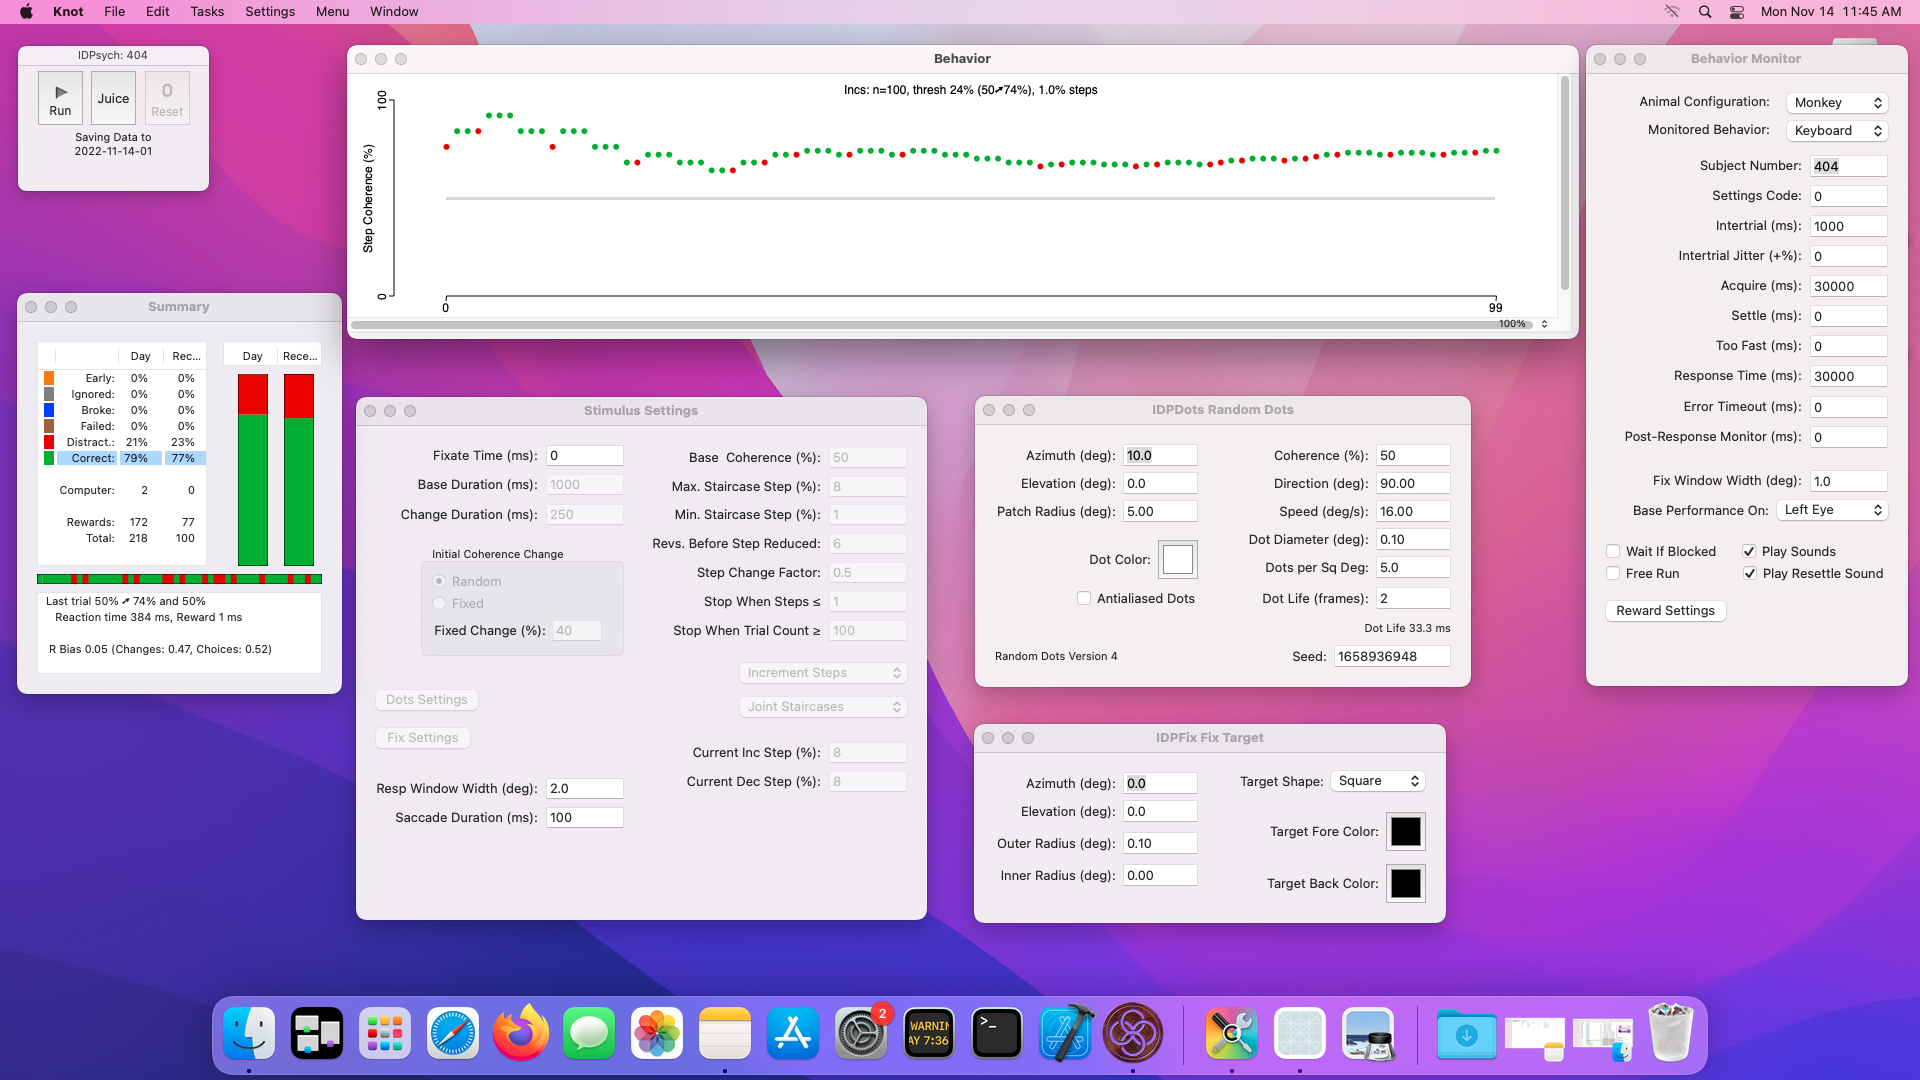 Knot File Edit Tasks Settings Menu Window
Mon Nov 14 11:45 AM
IDPsych: 404
Run
Juice
0
Reset
Saving Data to
2022-11-14-01
Behavior
Incs: n=100, thresh 24% (50➚74%), 1.0% steps
100
Step Coherence (%)
0
0
99
100%
Behavior Monitor
Animal Configuration: Monkey
Monitored Behavior: Keyboard
Subject Number: 404
Settings Code: 0
Intertrial (ms): 1000
Intertrial Jitter (+%): 0
Acquire (ms): 30000
Settle (ms): 0
Too Fast (ms): 0
Response Time (ms): 30000
Error Timeout (ms): 0
Post-Response Monitor (ms): 0
Fix Window Width (deg): 1.0
Base Performance On: Left Eye
Wait If Blocked
Play Sounds
Free Run
Play Resettle Sound
Reward Settings
Summary
Day Rec...
Early: 0% 0%
Ignored: 0% 0%
Broke: 0% 0%
Failed: 0% 0%
Distract.: 21% 23%
Correct: 79% 77%
Computer: 2 0
Rewards: 172 77
Total: 218 100
Day Rece...
Last trial 50% ➚ 74% and 50%
Reaction time 384 ms, Reward 1 ms
R Bias 0.05 (Changes: 0.47, Choices: 0.52)
Stimulus Settings
Fixate Time (ms): 0
Base Duration (ms): 1000
Change Duration (ms): 250
Initial Coherence Change
Random
Fixed
Fixed Change (%): 40
Dots Settings
Fix Settings
Resp Window Width (deg): 2.0
Saccade Duration (ms): 100
Base Coherence (%): 50
Max. Staircase Step (%): 8
Min. Staircase Step (%): 1
Revs. Before Step Reduced: 6
Step Change Factor: 0.5
Stop When Steps ≤ 1
Stop When Trial Count ≥ 100
Increment Steps
Joint Staircases
Current Inc Step (%): 8
Current Dec Step (%): 8
IDPDots Random Dots
Azimuth (deg): 10.0
Elevation (deg): 0.0
Patch Radius (deg): 5.00
Dot Color:
Antialiased Dots
Random Dots Version 4
Coherence (%): 50
Direction (deg): 90.00
Speed (deg/s): 16.00
Dot Diameter (deg): 0.10
Dots per Sq Deg: 5.0
Dot Life (frames): 2
Dot Life 33.3 ms
Seed: 1658936948
IDPFix Fix Target
Azimuth (deg): 0.0
Elevation (deg): 0.0
Outer Radius (deg): 0.10
Inner Radius (deg): 0.00
Target Shape: Square
Target Fore Color:
Target Back Color:
2
WARNIN
AY 7:36
>_